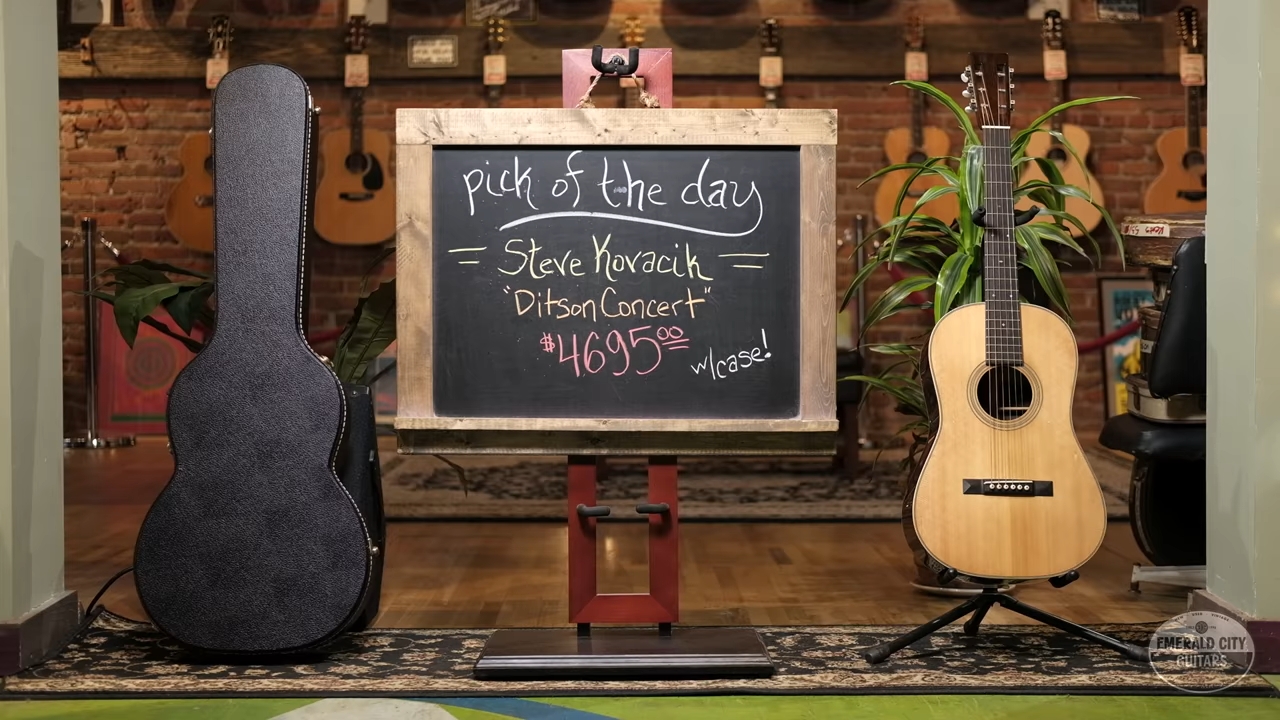 pick of the day
= Steve Kovacik =
"Ditson Concert"
$4695.00
w/case!
EMERALD CITY
GUITARS